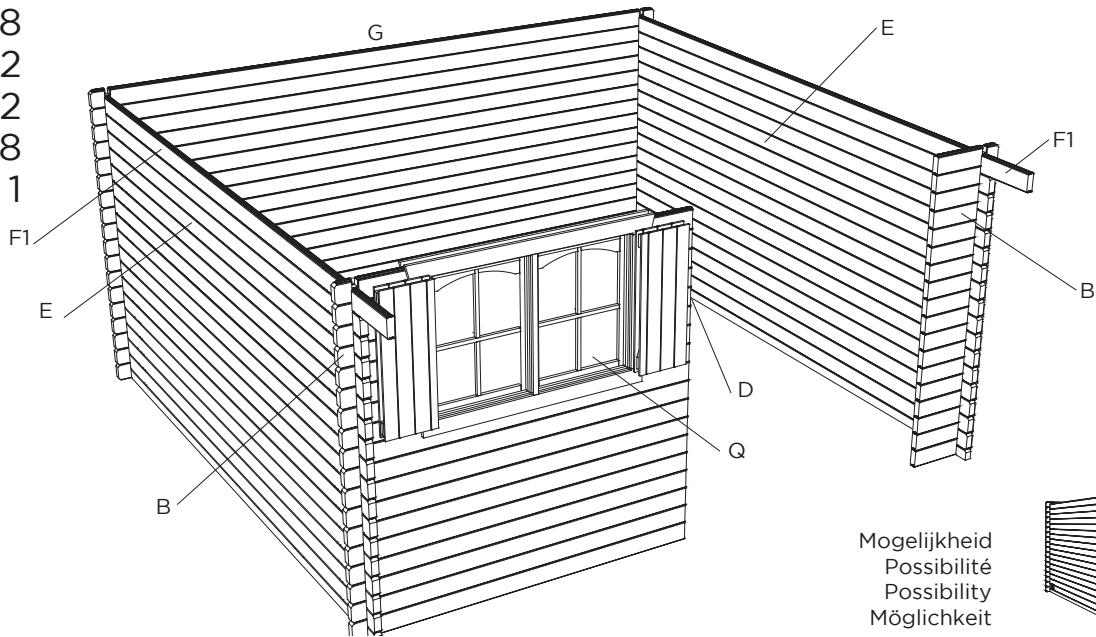 8
2
2
8
1
G
E
F1
F1
B
E
D
Q
B
Mogelijkheid
Possibilité
Possibility
Möglichkeit